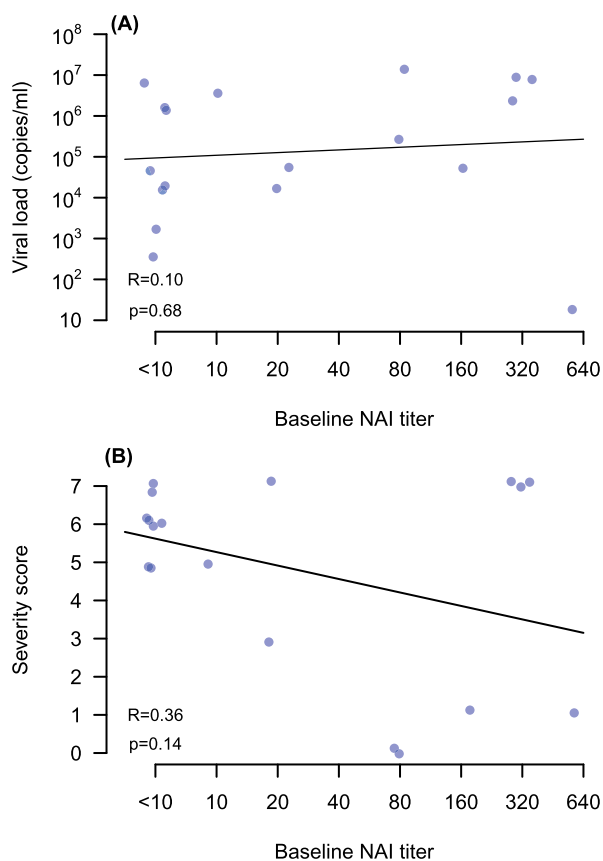 (A)
10⁸
10⁷
10⁶
10⁵
10⁴
10³
10²
10
Viral load (copies/ml)
R=0.10
p=0.68
<10 10 20 40 80 160 320 640
Baseline NAI titer
(B)
7
6
5
4
3
2
1
0
Severity score
R=0.36
p=0.14
<10 10 20 40 80 160 320 640
Baseline NAI titer